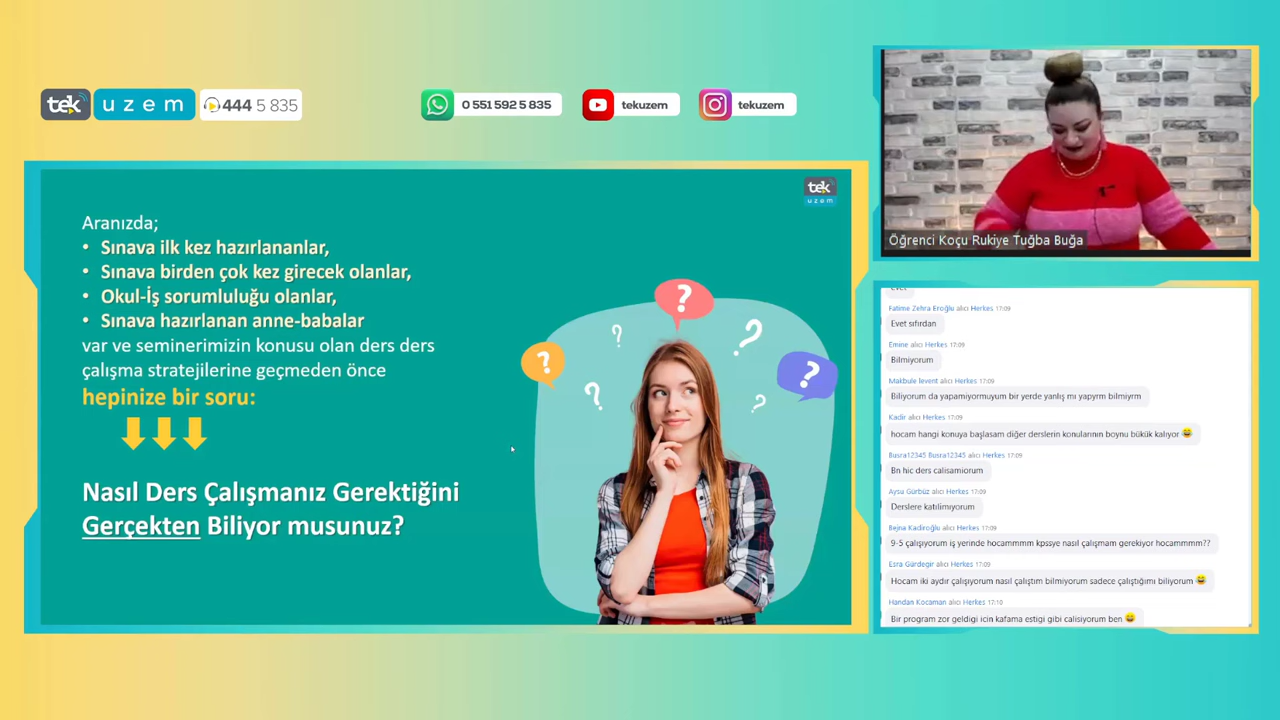 tek uzem 444 5 835
0 551 592 5 835
tekuzem
tekuzem
tek
uzem
Aranızda;
• Sınava ilk kez hazırlananlar,
• Sınava birden çok kez girecek olanlar,
• Okul-İş sorumluluğu olanlar,
• Sınava hazırlanan anne-babalar
var ve seminerimizin konusu olan ders ders
çalışma stratejilerine geçmeden önce
hepinize bir soru:
Nasıl Ders Çalışmanız Gerektiğini
Gerçekten Biliyor musunuz?
?
?
?
?
?
?
?
Öğrenci Koçu Rukiye Tuğba Buğa
Evet
Fatime Zehra Eroğlu alıcı Herkes 17:09
Evet sıfırdan
Emine alıcı Herkes 17:09
Bilmiyorum
Makbule levent alıcı Herkes 17:09
Biliyorum da yapamiyormuyum bir yerde yanlış mı yapyrm bilmiyrm
Kadir alıcı Herkes 17:09
hocam hangi konuya başlasam diğer derslerin konularının boynu bükük kalıyor 😅
Busra12345 Busra12345 alıcı Herkes 17:09
Bn hic ders calisamiorum
Aysu Gürbüz alıcı Herkes 17:09
Derslere katılimıyorum
Bejna Kadiroğlu alıcı Herkes 17:09
9-5 çalışıyorum iş yerinde hocammmm kpssye nasıl çalışmam gerekiyor hocammmm??
Esra Gürdegir alıcı Herkes 17:09
Hocam iki aydır çalışıyorum nasıl çalıştım bilmiyorum sadece çalıştığımı biliyorum 😅
Handan Kocaman alıcı Herkes 17:10
Bir program zor geldigi icin kafama estigi gibi calisiyorum ben 😅